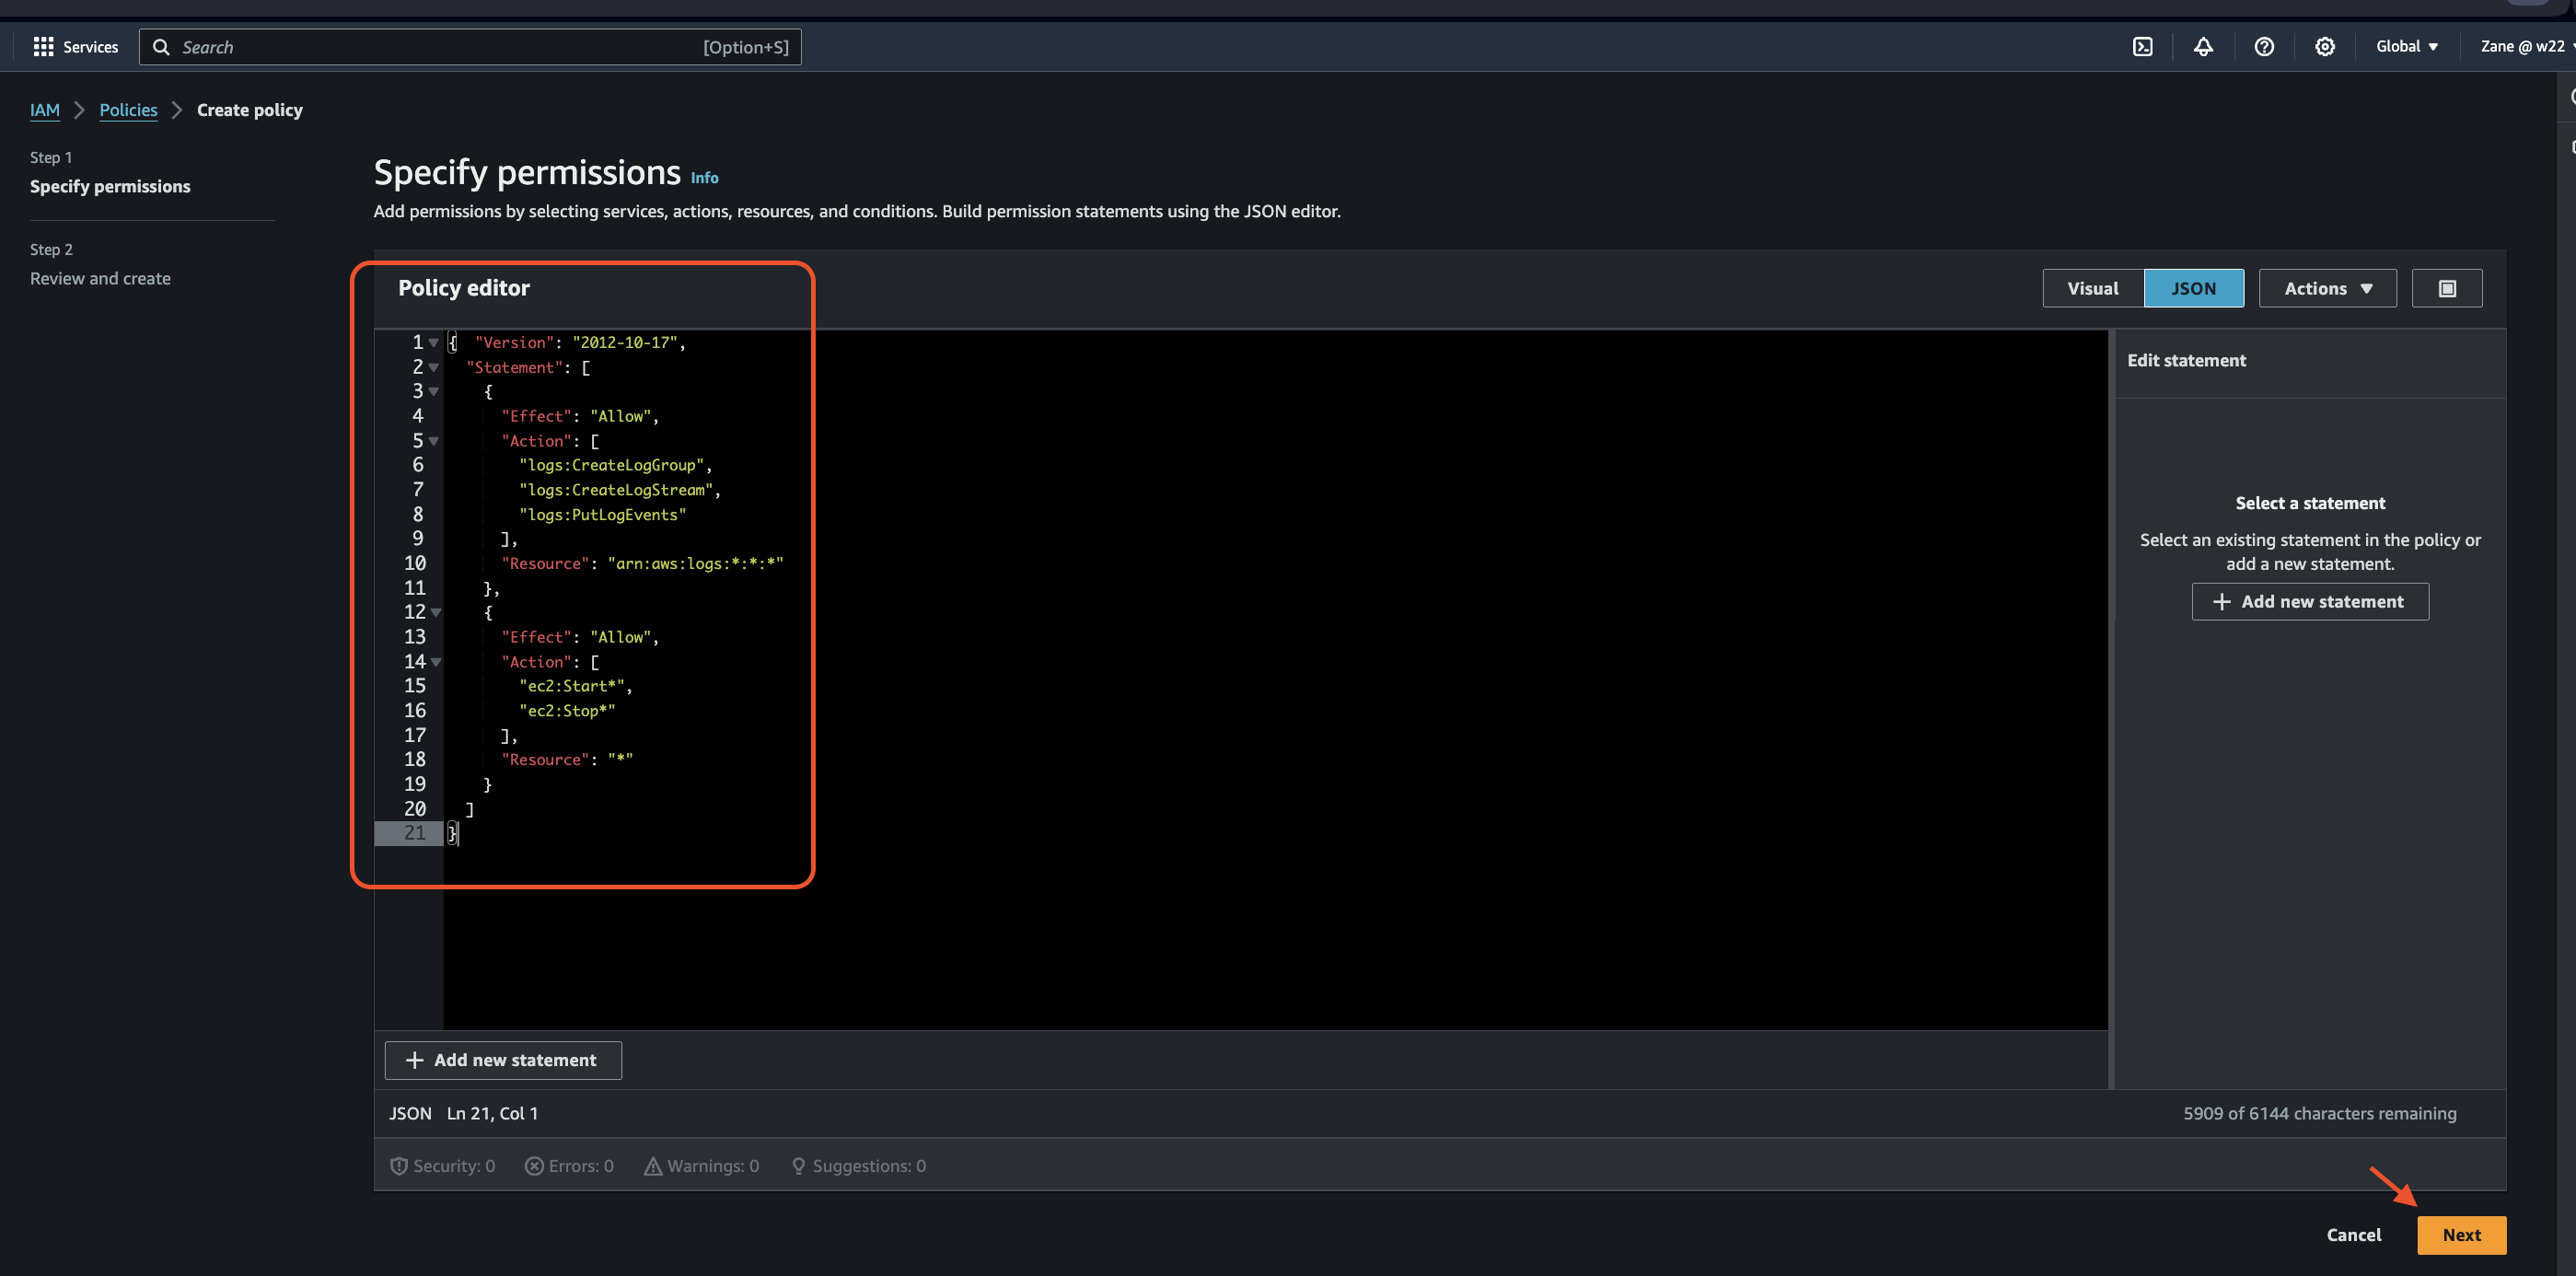 Services
Search
[Option+S]
Global
Zane @ w22
IAM
Policies
Create policy
Step 1
Specify permissions
Step 2
Review and create
Specify permissions Info
Add permissions by selecting services, actions, resources, and conditions. Build permission statements using the JSON editor.
Policy editor
Visual
JSON
Actions
1 { "Version": "2012-10-17",
2 "Statement": [
3 {
4 "Effect": "Allow",
5 "Action": [
6 "logs:CreateLogGroup",
7 "logs:CreateLogStream",
8 "logs:PutLogEvents"
9 ],
10 "Resource": "arn:aws:logs:*:*:*"
11 },
12 {
13 "Effect": "Allow",
14 "Action": [
15 "ec2:Start*",
16 "ec2:Stop*"
17 ],
18 "Resource": "*"
19 }
20 ]
21 }
Edit statement
Select a statement
Select an existing statement in the policy or
add a new statement.
+ Add new statement
+ Add new statement
JSON Ln 21, Col 1
5909 of 6144 characters remaining
Security: 0
Errors: 0
Warnings: 0
Suggestions: 0
Cancel
Next